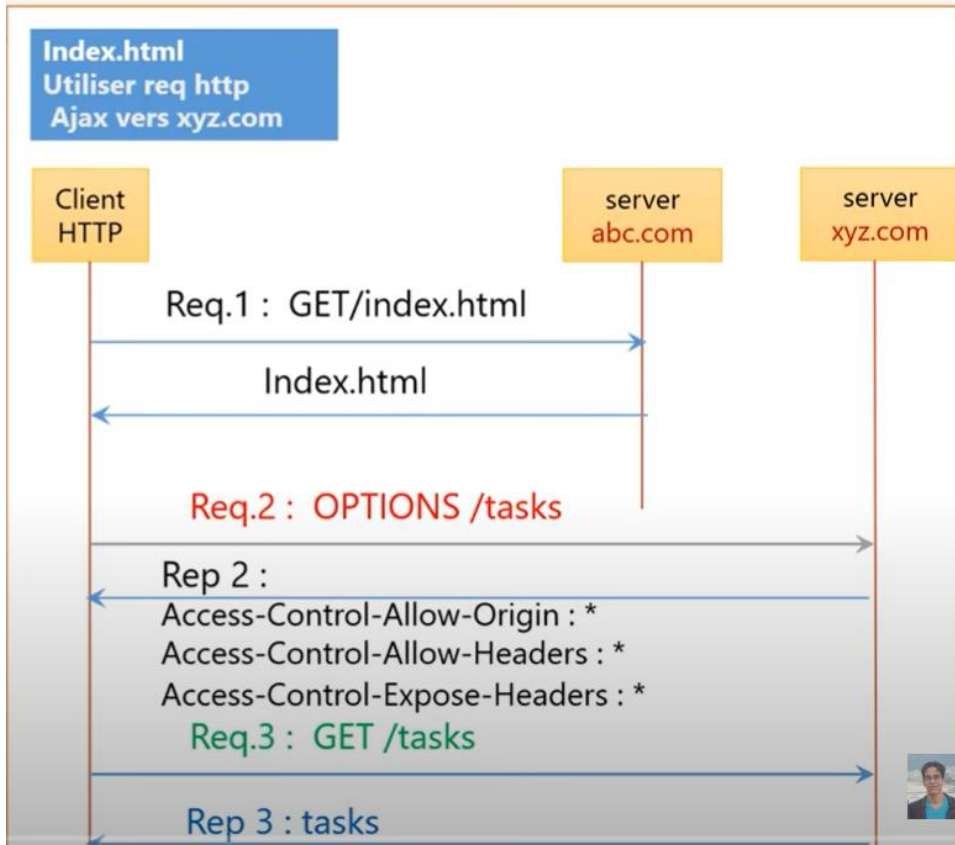 Index.html
Utiliser req http
Ajax vers xyz.com
Client
HTTP
server
abc.com
server
xyz.com
Req.1 : GET/index.html
Index.html
Req.2 : OPTIONS /tasks
Rep 2 :
Access-Control-Allow-Origin : *
Access-Control-Allow-Headers : *
Access-Control-Expose-Headers : *
Req.3 : GET /tasks
Rep 3 : tasks